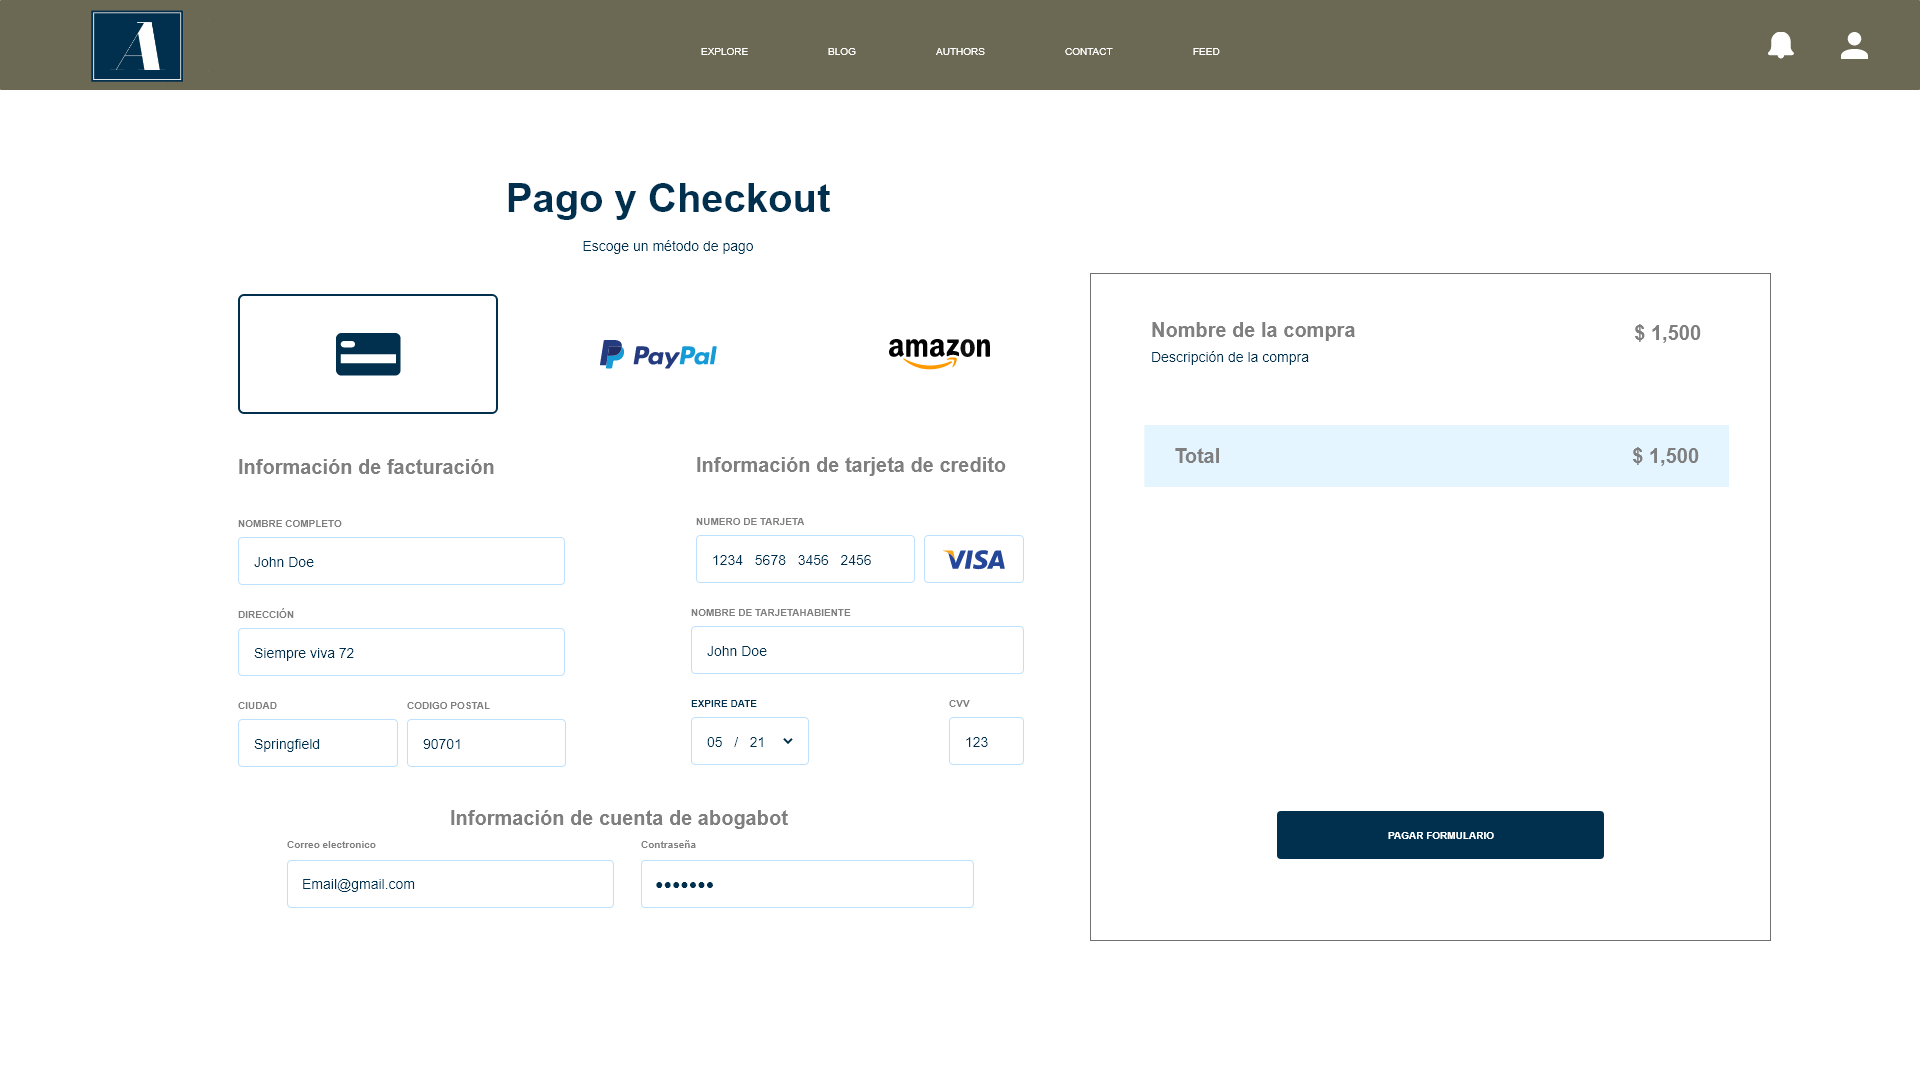 A
EXPLORE BLOG AUTHORS CONTACT FEED
Pago y Checkout
Escoge un método de pago
PayPal
amazon
Información de facturación
NOMBRE COMPLETO
John Doe
DIRECCIÓN
Siempre viva 72
CIUDAD CODIGO POSTAL
Springfield 90701
Información de tarjeta de credito
NUMERO DE TARJETA
1234 5678 3456 2456 VISA
NOMBRE DE TARJETAHABIENTE
John Doe
EXPIRE DATE CVV
05 / 21 123
Información de cuenta de abogabot
Correo electronico Contraseña
Email@gmail.com •••••••
Nombre de la compra $ 1,500
Descripción de la compra
Total $ 1,500
PAGAR FORMULARIO